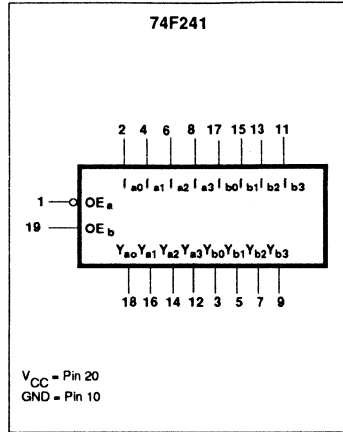 74F241
2 4 6 8 17 15 13 11
Ia0 Ia1 Ia2 Ia3 Ib0 Ib1 Ib2 Ib3
1 OEa
19 OEb
Yao Ya1 Ya2 Ya3 Yb0 Yb1 Yb2 Yb3
18 16 14 12 3 5 7 9
VCC = Pin 20
GND = Pin 10